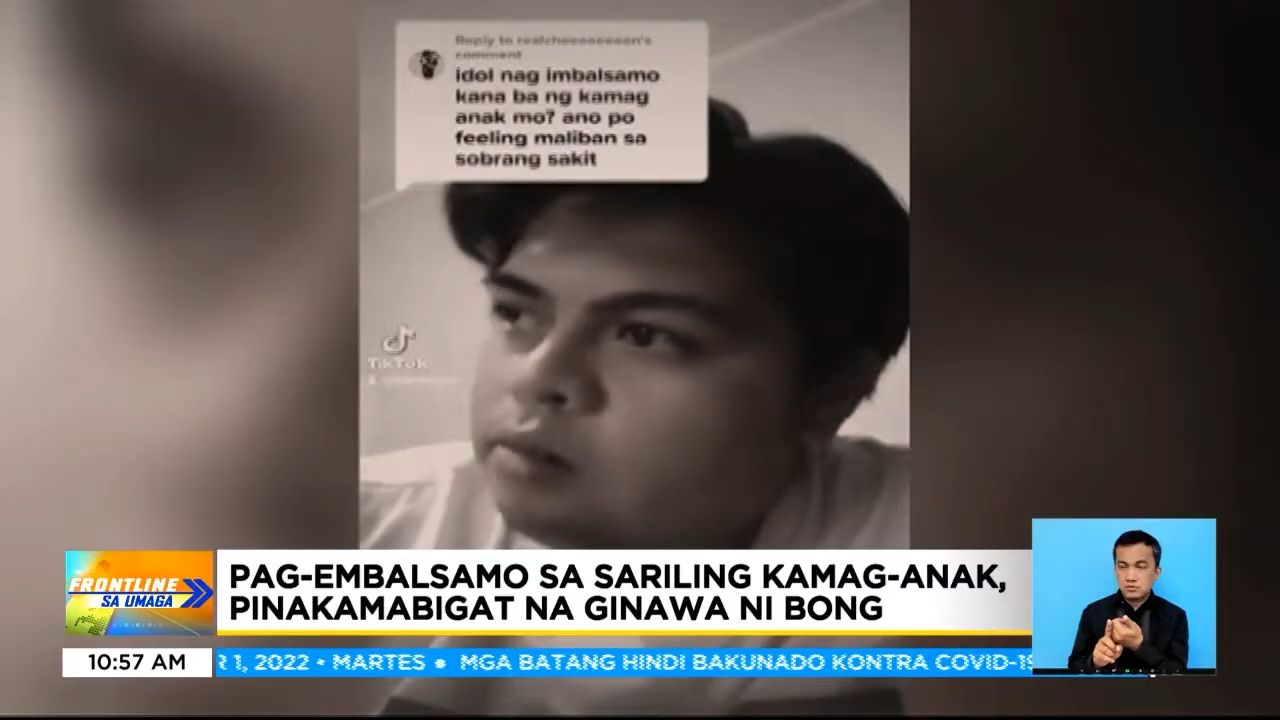 Reply to realcheeeeeeeen's
comment
idol nag imbalsamo
kana ba ng kamag
anak mo? ano po
feeling maliban sa
sobrang sakit
TikTok
PAG-EMBALSAMO SA SARILING KAMAG-ANAK,
PINAKAMABIGAT NA GINAWA NI BONG
FRONTLINE
SA UMAGA
10:57 AM
R 1, 2022 • MARTES • MGA BATANG HINDI BAKUNADO KONTRA COVID-19